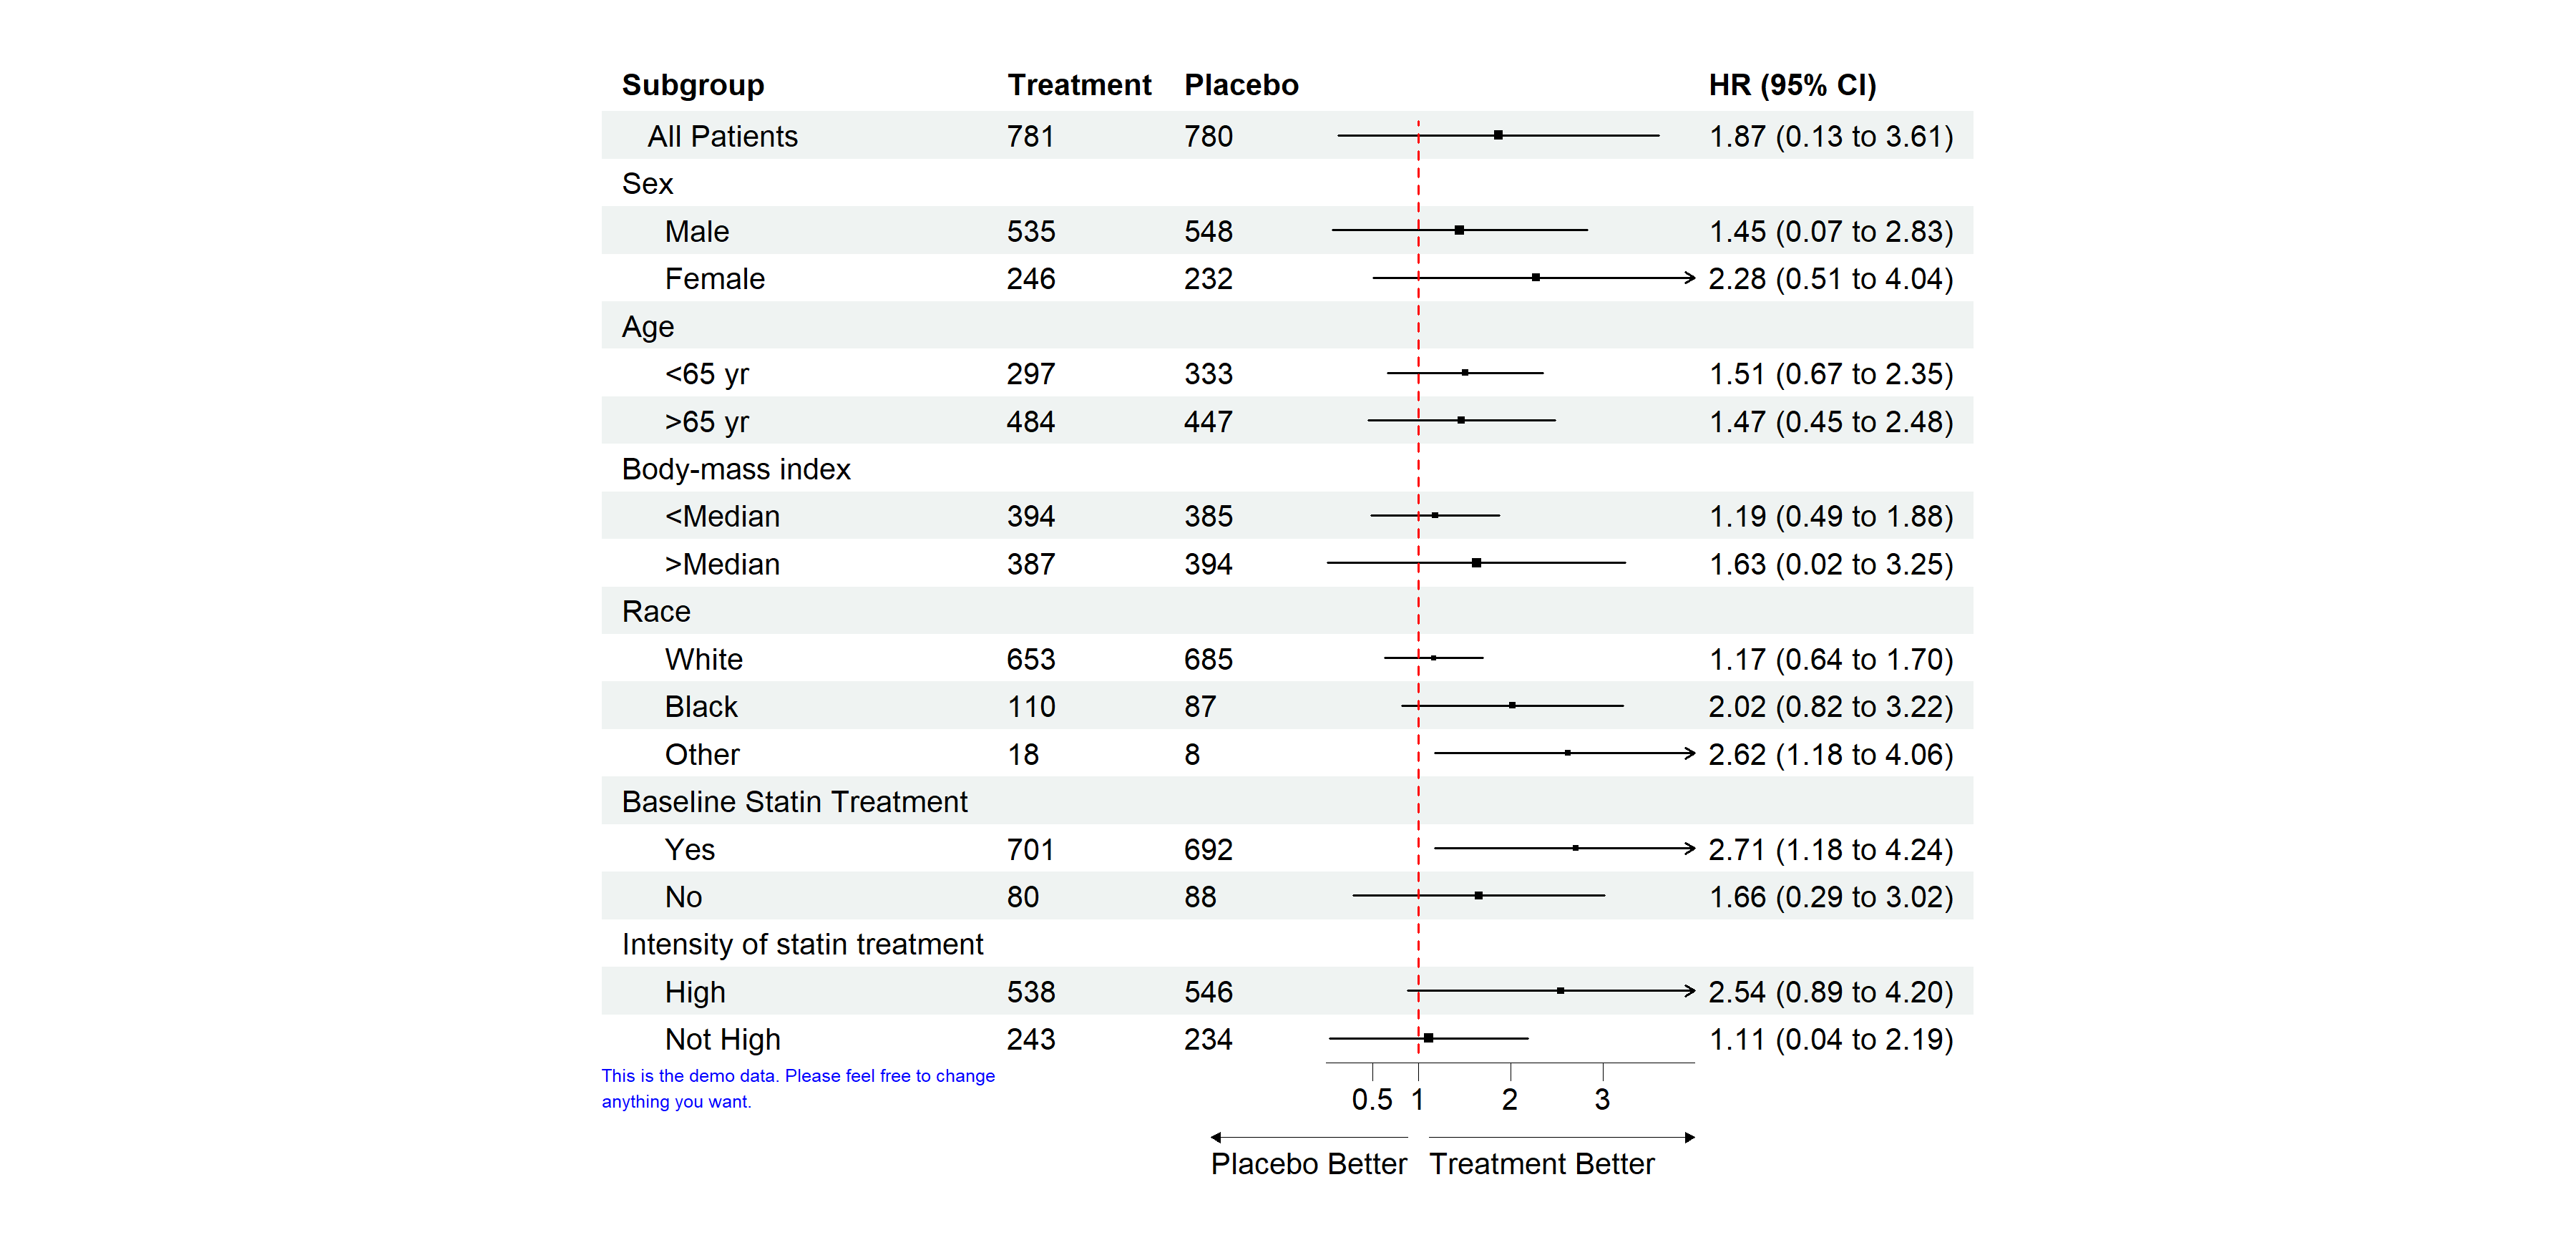 Subgroup Treatment Placebo HR (95% CI)
All Patients 781 780 1.87 (0.13 to 3.61)
Sex
Male 535 548 1.45 (0.07 to 2.83)
Female 246 232 2.28 (0.51 to 4.04)
Age
<65 yr 297 333 1.51 (0.67 to 2.35)
>65 yr 484 447 1.47 (0.45 to 2.48)
Body-mass index
<Median 394 385 1.19 (0.49 to 1.88)
>Median 387 394 1.63 (0.02 to 3.25)
Race
White 653 685 1.17 (0.64 to 1.70)
Black 110 87 2.02 (0.82 to 3.22)
Other 18 8 2.62 (1.18 to 4.06)
Baseline Statin Treatment
Yes 701 692 2.71 (1.18 to 4.24)
No 80 88 1.66 (0.29 to 3.02)
Intensity of statin treatment
High 538 546 2.54 (0.89 to 4.20)
Not High 243 234 1.11 (0.04 to 2.19)
This is the demo data. Please feel free to change
anything you want.
0.5 1 2 3
Placebo Better Treatment Better